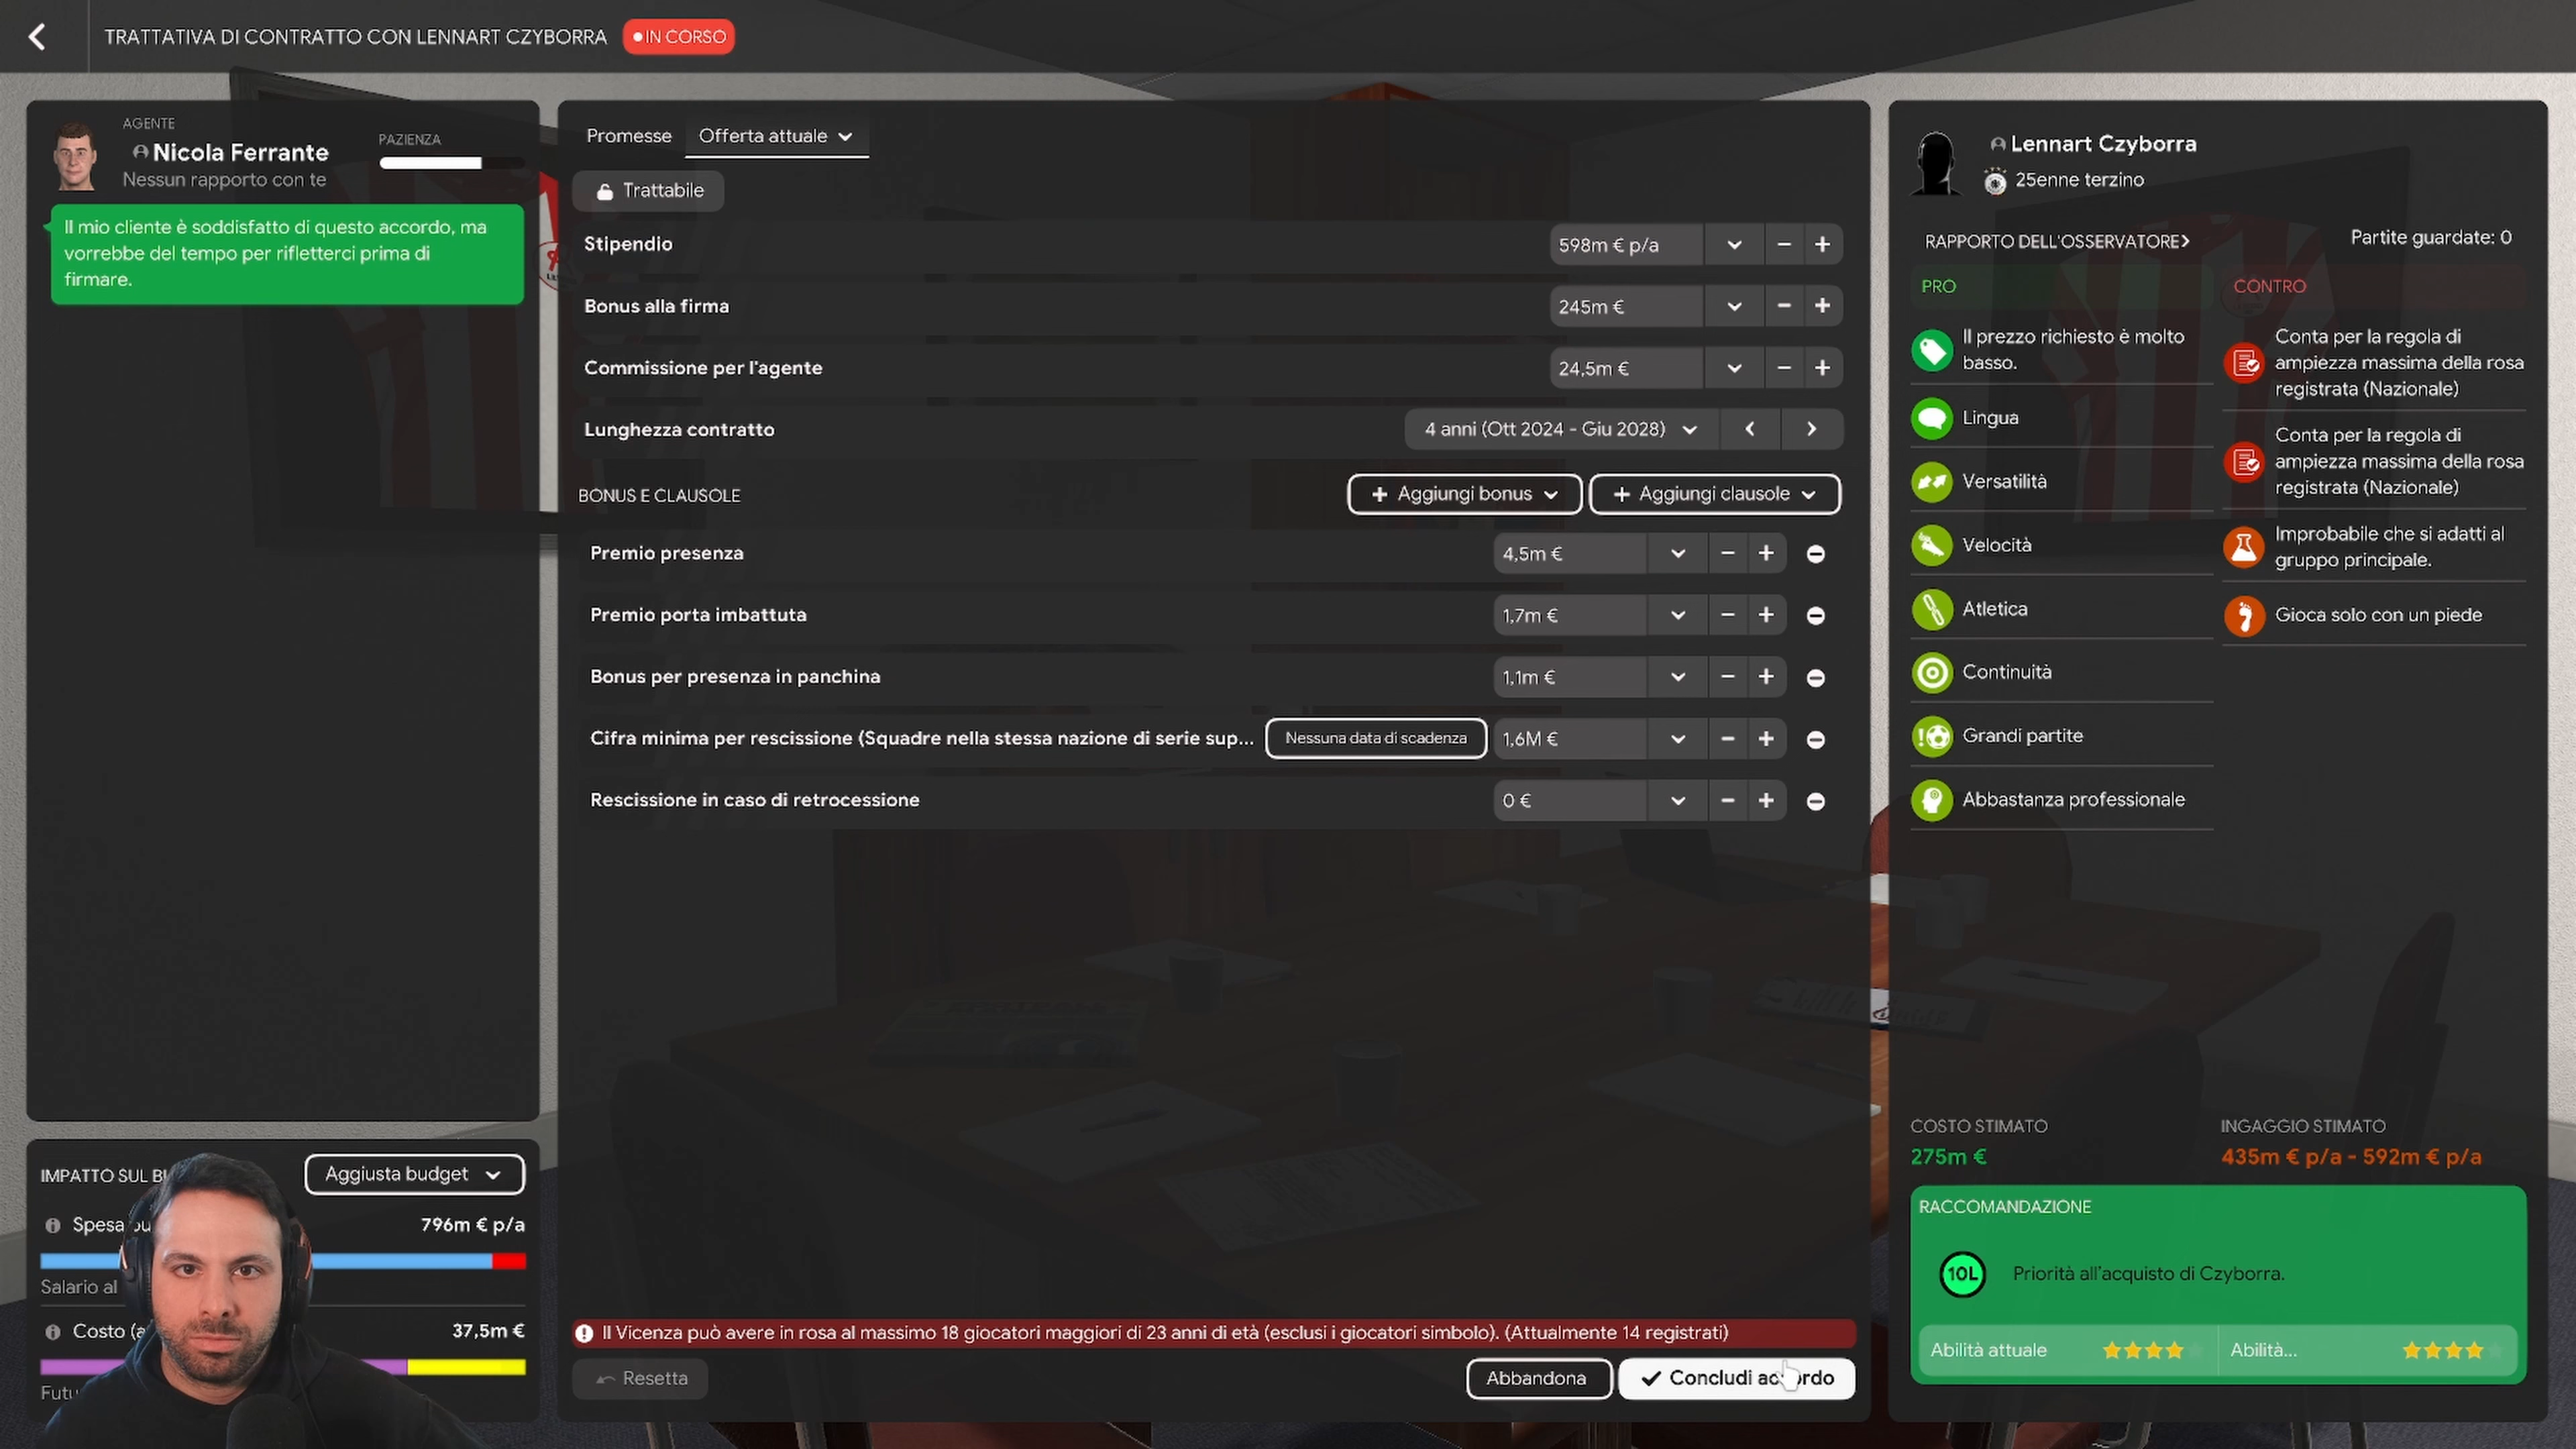 TRATTATIVA DI CONTRATTO CON LENNART CZYBORRA
IN CORSO
AGENTE
Nicola Ferrante
Nessun rapporto con te
PAZIENZA
Il mio cliente è soddisfatto di questo accordo, ma
vorrebbe del tempo per rifletterci prima di
firmare.
Promesse
Offerta attuale
Trattabile
Stipendio
598m € p/a
Bonus alla firma
245m €
Commissione per l'agente
24,5m €
Lunghezza contratto
4 anni (Ott 2024 - Giu 2028)
BONUS E CLAUSOLE
Aggiungi bonus
Aggiungi clausole
Premio presenza
4,5m €
Premio porta imbattuta
1,7m €
Bonus per presenza in panchina
1,1m €
Cifra minima per rescissione (Squadre nella stessa nazione di serie sup...
Nessuna data di scadenza
1,6M €
Rescissione in caso di retrocessione
0 €
Il Vicenza può avere in rosa al massimo 18 giocatori maggiori di 23 anni di età (esclusi i giocatori simbolo). (Attualmente 14 registrati)
Resetta
Abbandona
Concludi accordo
IMPATTO SUL
Aggiusta budget
Spesa
796m € p/a
Salario al
Costo
37,5m €
Lennart Czyborra
25enne terzino
RAPPORTO DELL'OSSERVATORE
Partite guardate: 0
PRO
Il prezzo richiesto è molto
basso.
Lingua
Versatilità
Velocità
Atletica
Continuità
Grandi partite
Abbastanza professionale
CONTRO
Conta per la regola di
ampiezza massima della rosa
registrata (Nazionale)
Conta per la regola di
ampiezza massima della rosa
registrata (Nazionale)
Improbabile che si adatti al
gruppo principale.
Gioca solo con un piede
COSTO STIMATO
275m €
INGAGGIO STIMATO
435m € p/a - 592m € p/a
RACCOMANDAZIONE
10L
Priorità all'acquisto di Czyborra.
Abilità attuale
Abilità...